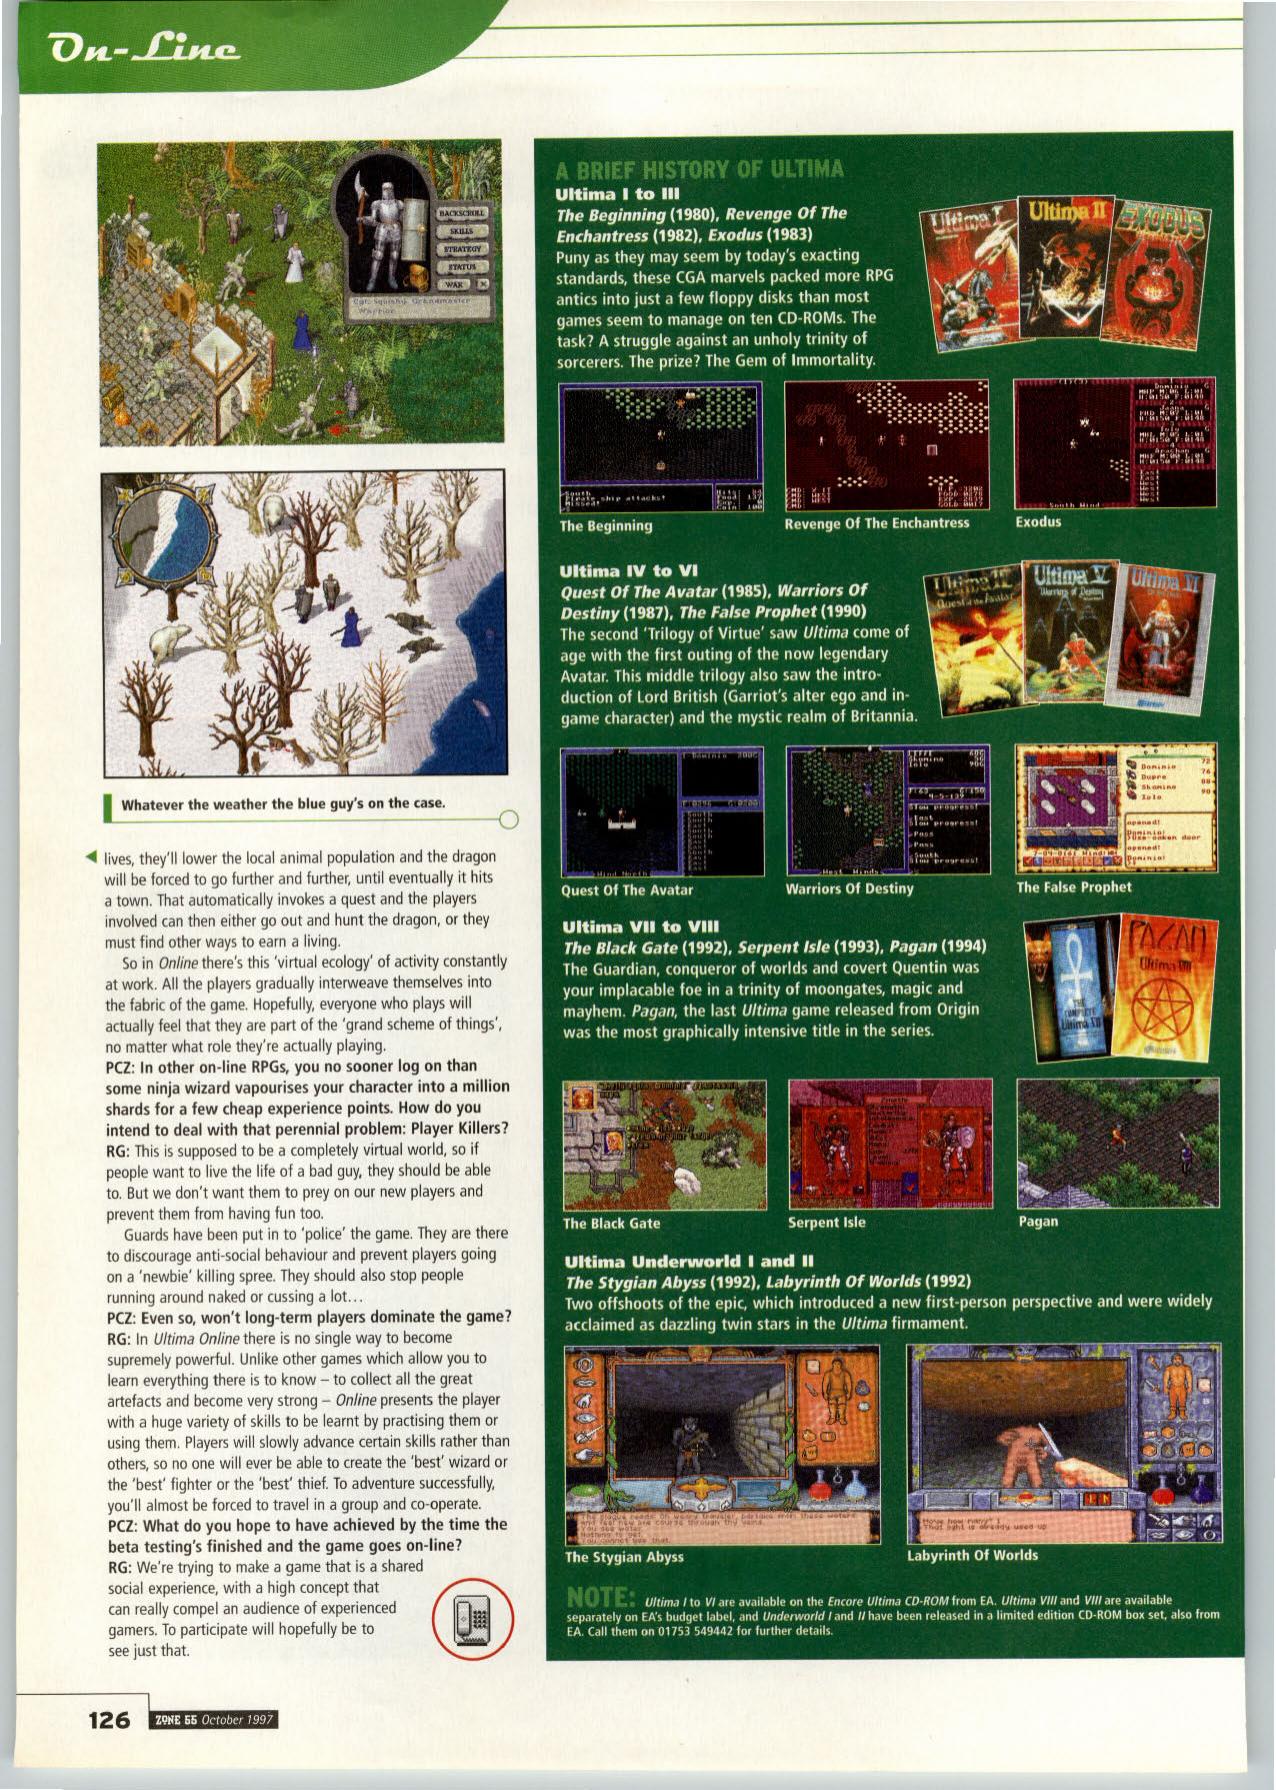 On-Line
BACKSCROLL
SKILLS
STRATEGY
STATUS
WAR
Whatever the weather the blue guy's on the case.
lives, they'll lower the local animal population and the dragon
will be forced to go further and further, until eventually it hits
a town. That automatically invokes a quest and the players
involved can then either go out and hunt the dragon, or they
must find other ways to earn a living.
So in Online there's this 'virtual ecology' of activity constantly
at work. All the players gradually interweave themselves into
the fabric of the game. Hopefully, everyone who plays will
actually feel that they are part of the 'grand scheme of things',
no matter what role they're actually playing.
PCZ: In other on-line RPGs, you no sooner log on than
some ninja wizard vapourises your character into a million
shards for a few cheap experience points. How do you
intend to deal with that perennial problem: Player Killers?
RG: This is supposed to be a completely virtual world, so if
people want to live the life of a bad guy, they should be able
to. But we don't want them to prey on our new players and
prevent them from having fun too.
Guards have been put in to 'police' the game. They are there
to discourage anti-social behaviour and prevent players going
on a 'newbie' killing spree. They should also stop people
running around naked or cussing a lot...
PCZ: Even so, won't long-term players dominate the game?
RG: In Ultima Online there is no single way to become
supremely powerful. Unlike other games which allow you to
learn everything there is to know – to collect all the great
artefacts and become very strong – Online presents the player
with a huge variety of skills to be learnt by practising them or
using them. Players will slowly advance certain skills rather than
others, so no one will ever be able to create the 'best' wizard or
the 'best' fighter or the 'best' thief. To adventure successfully,
you'll almost be forced to travel in a group and co-operate.
PCZ: What do you hope to have achieved by the time the
beta testing's finished and the game goes on-line?
RG: We're trying to make a game that is a shared
social experience, with a high concept that
can really compel an audience of experienced
gamers. To participate will hopefully be to
see just that.
A BRIEF HISTORY OF ULTIMA
Ultima I to III
The Beginning (1980), Revenge Of The
Enchantress (1982), Exodus (1983)
Puny as they may seem by today's exacting
standards, these CGA marvels packed more RPG
antics into just a few floppy disks than most
games seem to manage on ten CD-ROMs. The
task? A struggle against an unholy trinity of
sorcerers. The prize? The Gem of Immortality.
Ultima I
Ultima II
EXODUS
The Beginning
Revenge Of The Enchantress
Exodus
Ultima IV to VI
Quest Of The Avatar (1985), Warriors Of
Destiny (1987), The False Prophet (1990)
The second 'Trilogy of Virtue' saw Ultima come of
age with the first outing of the now legendary
Avatar. This middle trilogy also saw the intro-
duction of Lord British (Garriot's alter ego and in-
game character) and the mystic realm of Britannia.
Ultima IV
Quest of the Avatar
Ultima V
Warriors of Destiny
Ultima VI
Quest Of The Avatar
Warriors Of Destiny
The False Prophet
Ultima VII to VIII
The Black Gate (1992), Serpent Isle (1993), Pagan (1994)
The Guardian, conqueror of worlds and covert Quentin was
your implacable foe in a trinity of moongates, magic and
mayhem. Pagan, the last Ultima game released from Origin
was the most graphically intensive title in the series.
THE
COMPLETE
Ultima VII
PAGAN
Ultima VIII
The Black Gate
Serpent Isle
Pagan
Ultima Underworld I and II
The Stygian Abyss (1992), Labyrinth Of Worlds (1992)
Two offshoots of the epic, which introduced a new first-person perspective and were widely
acclaimed as dazzling twin stars in the Ultima firmament.
That light is already used up
The Stygian Abyss
Labyrinth Of Worlds
NOTE: Ultima I to VI are available on the Encore Ultima CD-ROM from EA. Ultima VIII and VIII are available
separately on EA's budget label, and Underworld I and II have been released in a limited edition CD-ROM box set, also from
EA. Call them on 01753 549442 for further details.
126
ZONE 55 October 1997